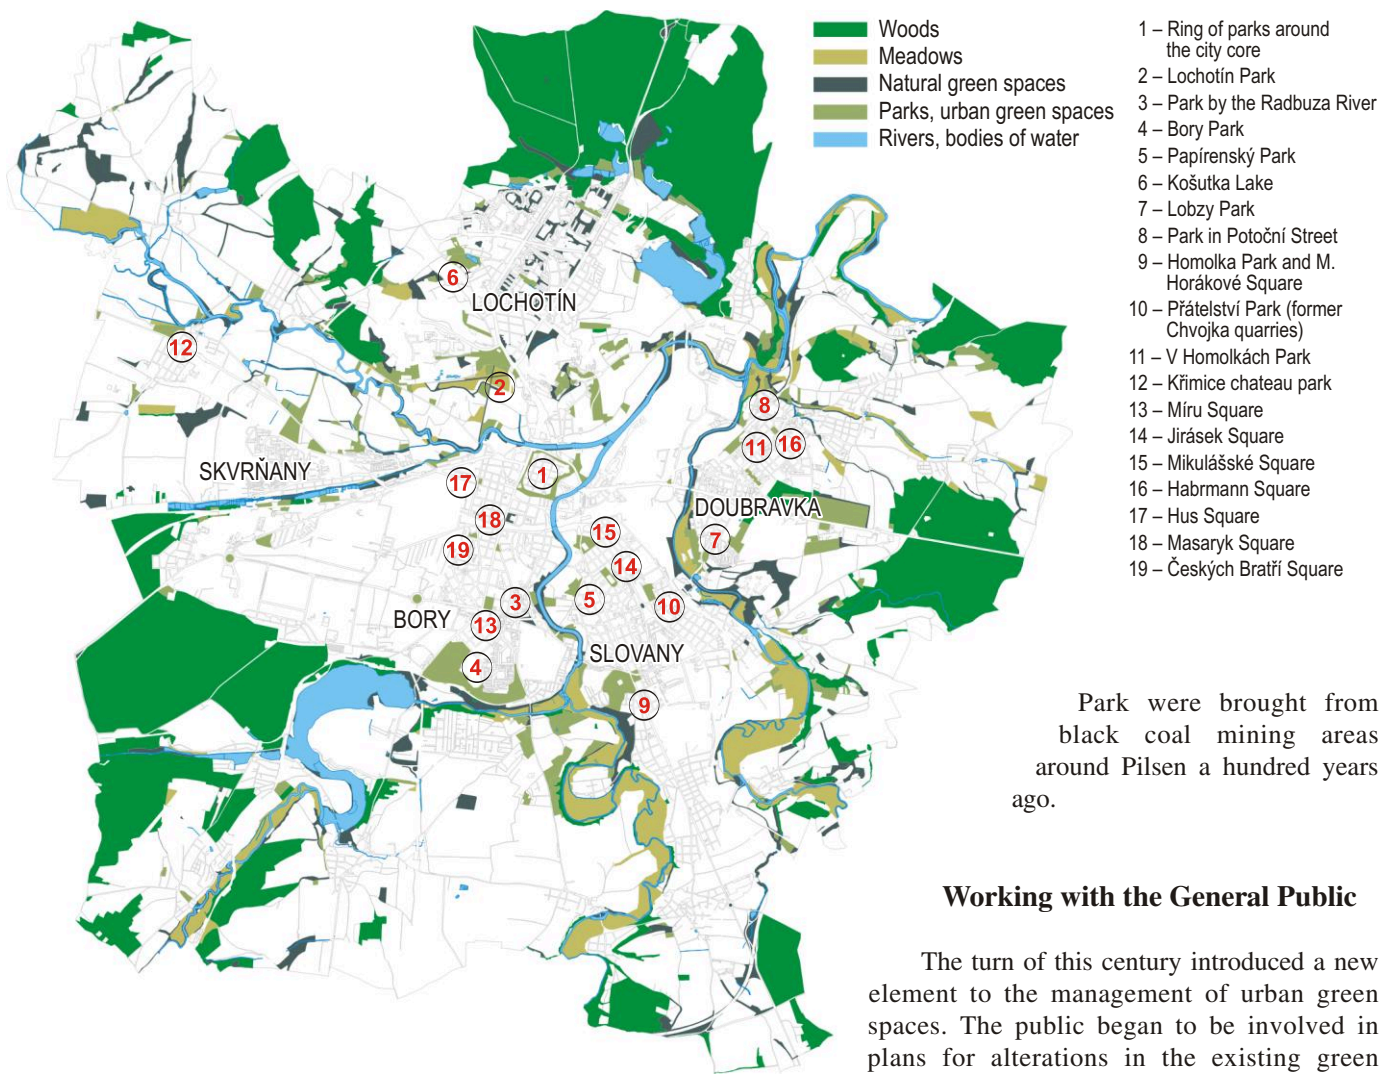 Woods
Meadows
Natural green spaces
Parks, urban green spaces
Rivers, bodies of water
1 – Ring of parks around
the city core
2 – Lochotín Park
3 – Park by the Radbuza River
4 – Bory Park
5 – Papírenský Park
6 – Košutka Lake
7 – Lobzy Park
8 – Park in Potoční Street
9 – Homolka Park and M.
Horákové Square
10 – Přátelství Park (former
Chvojka quarries)
11 – V Homolkách Park
12 – Křimice chateau park
13 – Míru Square
14 – Jirásek Square
15 – Mikulášské Square
16 – Habrmann Square
17 – Hus Square
18 – Masaryk Square
19 – Českých Bratří Square
6
LOCHOTÍN
12
2
8
11
16
SKVRŇANY
1
17
18
DOUBRAVKA
15
7
19
14
5
3
10
BORY
13
SLOVANY
4
9
Park were brought from
black coal mining areas
around Pilsen a hundred years
ago.
Working with the General Public
The turn of this century introduced a new
element to the management of urban green
spaces. The public began to be involved in
plans for alterations in the existing green